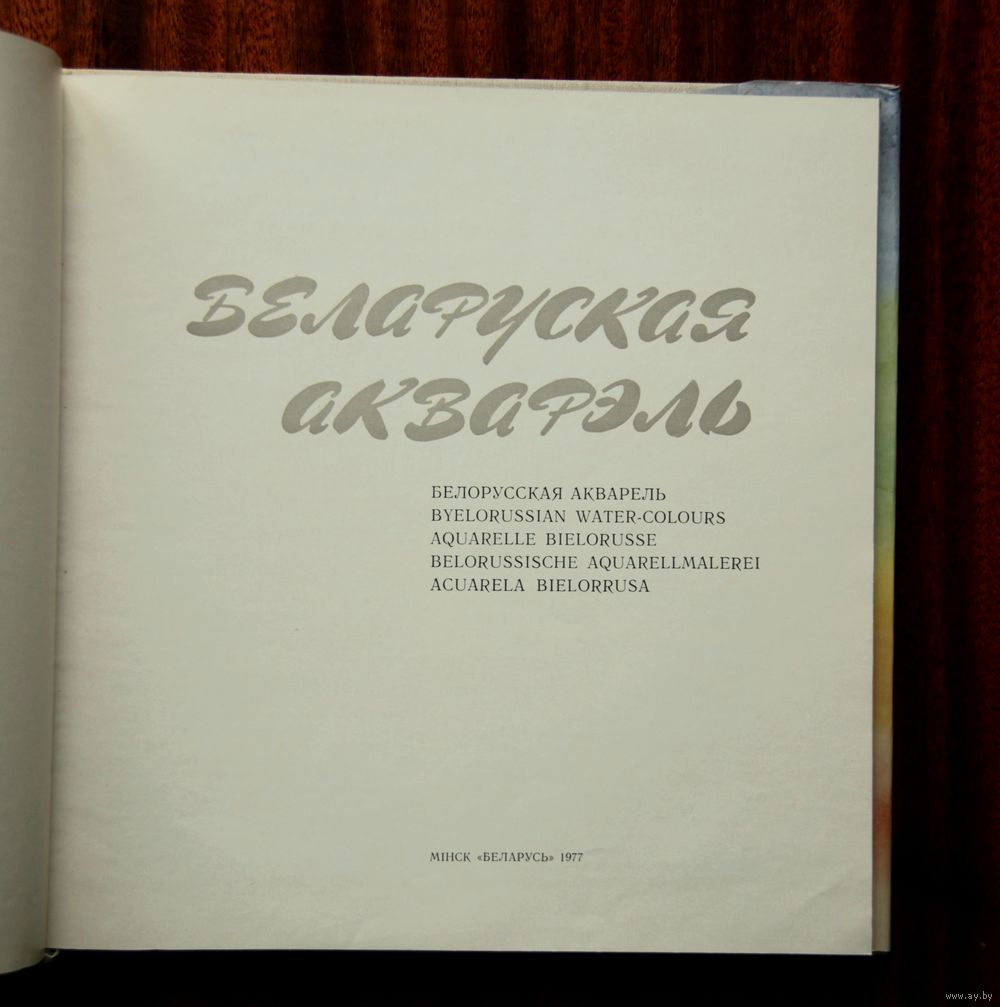 БЕЛАРУСКАЯ
АКВАРЭЛЬ
БЕЛОРУССКАЯ АКВАРЕЛЬ
BYELORUSSIAN WATER-COLOURS
AQUARELLE BIELORUSSE
BELORUSSISCHE AQUARELLMALEREI
ACUARELA BIELORRUSA
МІНСК «БЕЛАРУСЬ» 1977
www.ay.by